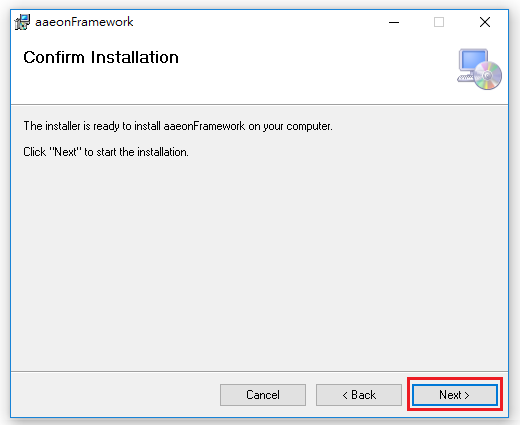 aaeonFramework
Confirm Installation
The installer is ready to install aaeonFramework on your computer.
Click "Next" to start the installation.
Cancel
< Back
Next >